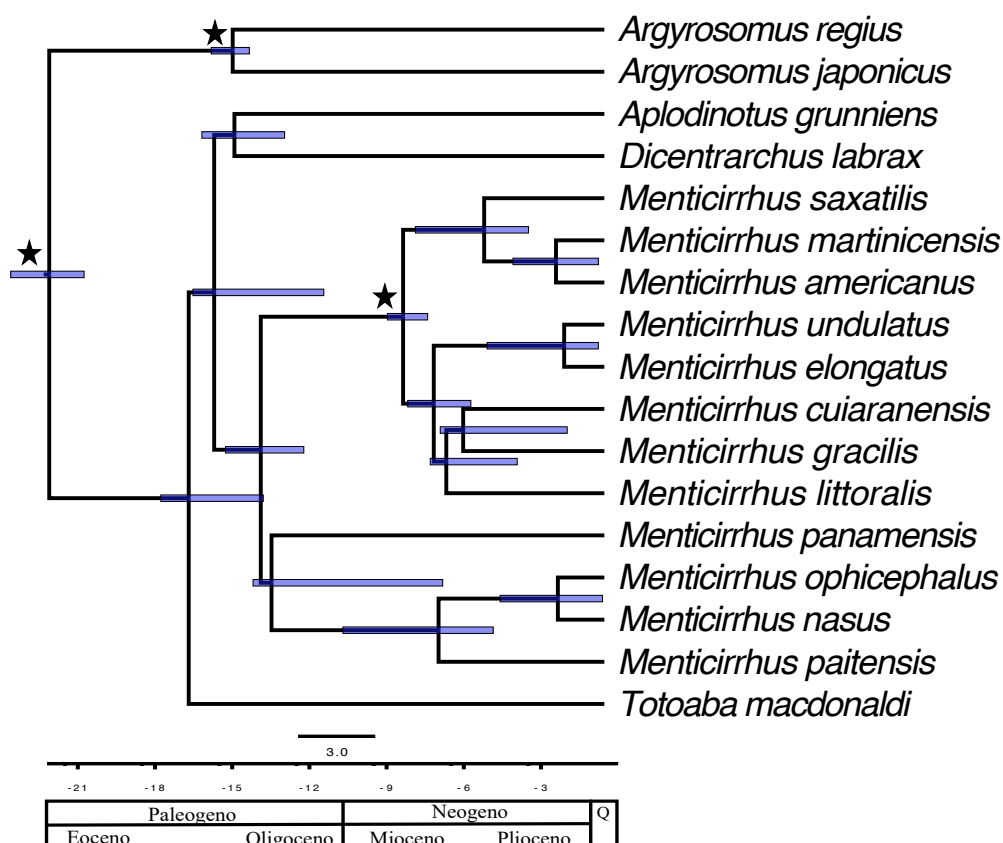 Argyrosomus regius
Argyrosomus japonicus
Aplodinotus grunniens
Dicentrarchus labrax
Menticirrhus saxatilis
Menticirrhus martinicensis
Menticirrhus americanus
Menticirrhus undulatus
Menticirrhus elongatus
Menticirrhus cuiaranensis
Menticirrhus gracilis
Menticirrhus littoralis
Menticirrhus panamensis
Menticirrhus ophicephalus
Menticirrhus nasus
Menticirrhus paitensis
Totoaba macdonaldi
3.0
-21 -18 -15 -12 -9 -6 -3
Paleogeno Neogeno Q
Eoceno Oligoceno Mioceno Plioceno